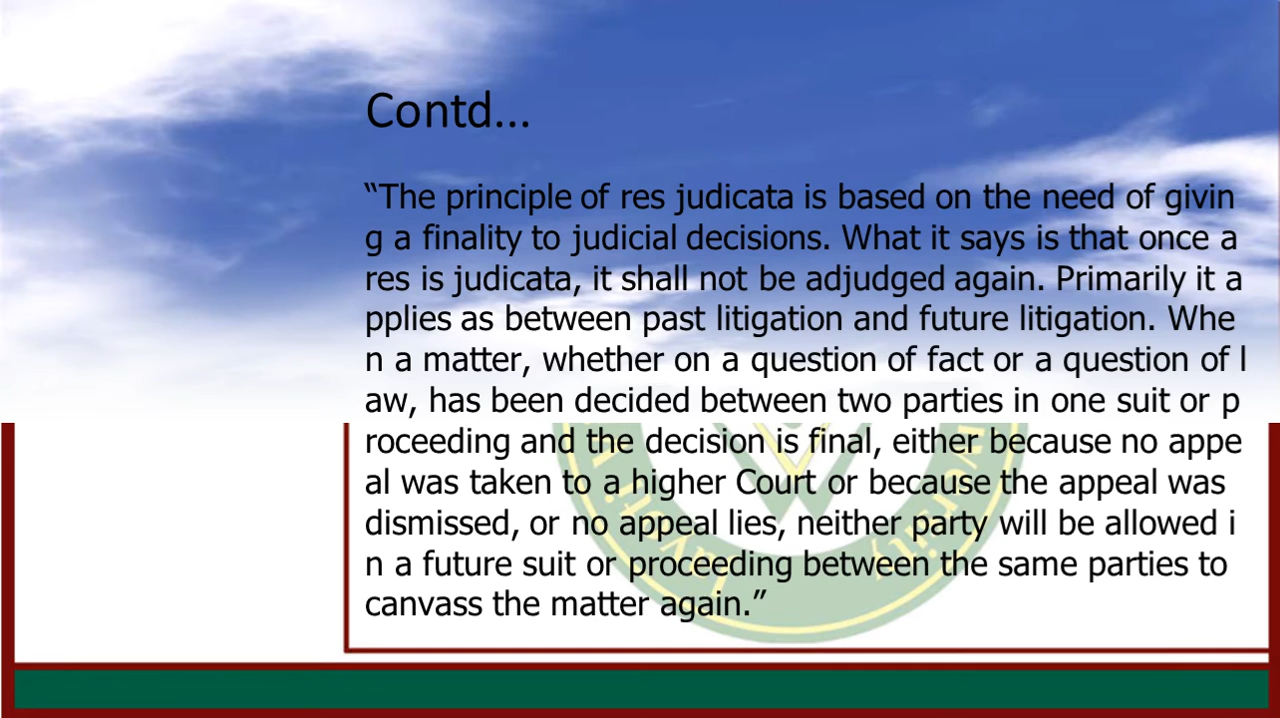 Contd...
“The principle of res judicata is based on the need of givin
g a finality to judicial decisions. What it says is that once a
res is judicata, it shall not be adjudged again. Primarily it a
pplies as between past litigation and future litigation. Whe
n a matter, whether on a question of fact or a question of l
aw, has been decided between two parties in one suit or p
roceeding and the decision is final, either because no appe
al was taken to a higher Court or because the appeal was
dismissed, or no appeal lies, neither party will be allowed i
n a future suit or proceeding between the same parties to
canvass the matter again.”